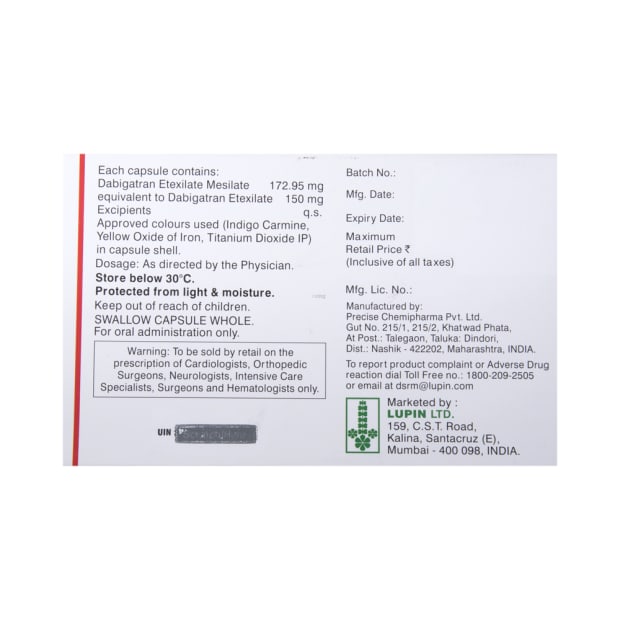 Each capsule contains:
Dabigatran Etexilate Mesilate 172.95 mg
equivalent to Dabigatran Etexilate 150 mg
Excipients q.s.
Approved colours used (Indigo Carmine,
Yellow Oxide of Iron, Titanium Dioxide IP)
in capsule shell.
Dosage: As directed by the Physician.
Store below 30°C.
Protected from light & moisture.
Keep out of reach of children.
SWALLOW CAPSULE WHOLE.
For oral administration only.
Warning: To be sold by retail on the
prescription of Cardiologists, Orthopedic
Surgeons, Neurologists, Intensive Care
Specialists, Surgeons and Hematologists only.
UIN :
Batch No.:
Mfg. Date:
Expiry Date:
Maximum
Retail Price ₹
(Inclusive of all taxes)
Mfg. Lic. No.:
Manufactured by:
Precise Chemipharma Pvt. Ltd.
Gut No. 215/1, 215/2, Khatwad Phata,
At Post.: Talegaon, Taluka: Dindori,
Dist.: Nashik - 422202, Maharashtra, INDIA.
To report product complaint or Adverse Drug
reaction dial Toll Free no.: 1800-209-2505
or email at dsrm@lupin.com
Marketed by :
LUPIN LTD.
159, C.S.T. Road,
Kalina, Santacruz (E),
Mumbai - 400 098, INDIA.